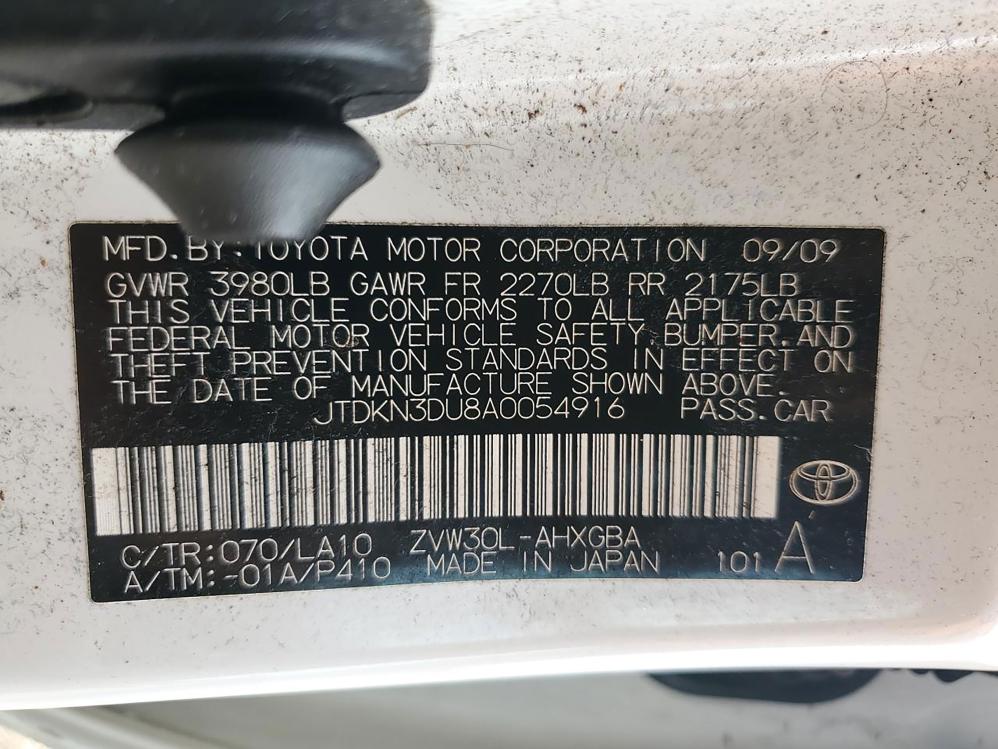 MFD. BY: TOYOTA MOTOR CORPORATION 09/09
GVWR 3980LB GAWR FR 2270LB RR 2175LB
THIS VEHICLE CONFORMS TO ALL APPLICABLE
FEDERAL MOTOR VEHICLE SAFETY, BUMPER, AND
THEFT PREVENTION STANDARDS IN EFFECT ON
THE DATE OF MANUFACTURE SHOWN ABOVE.
JTDKN3DU8A0054916 PASS. CAR
C/TR: 070/LA10 ZVW30L-AHXGBA
A/TM: -01A/P410 MADE IN JAPAN 101 A